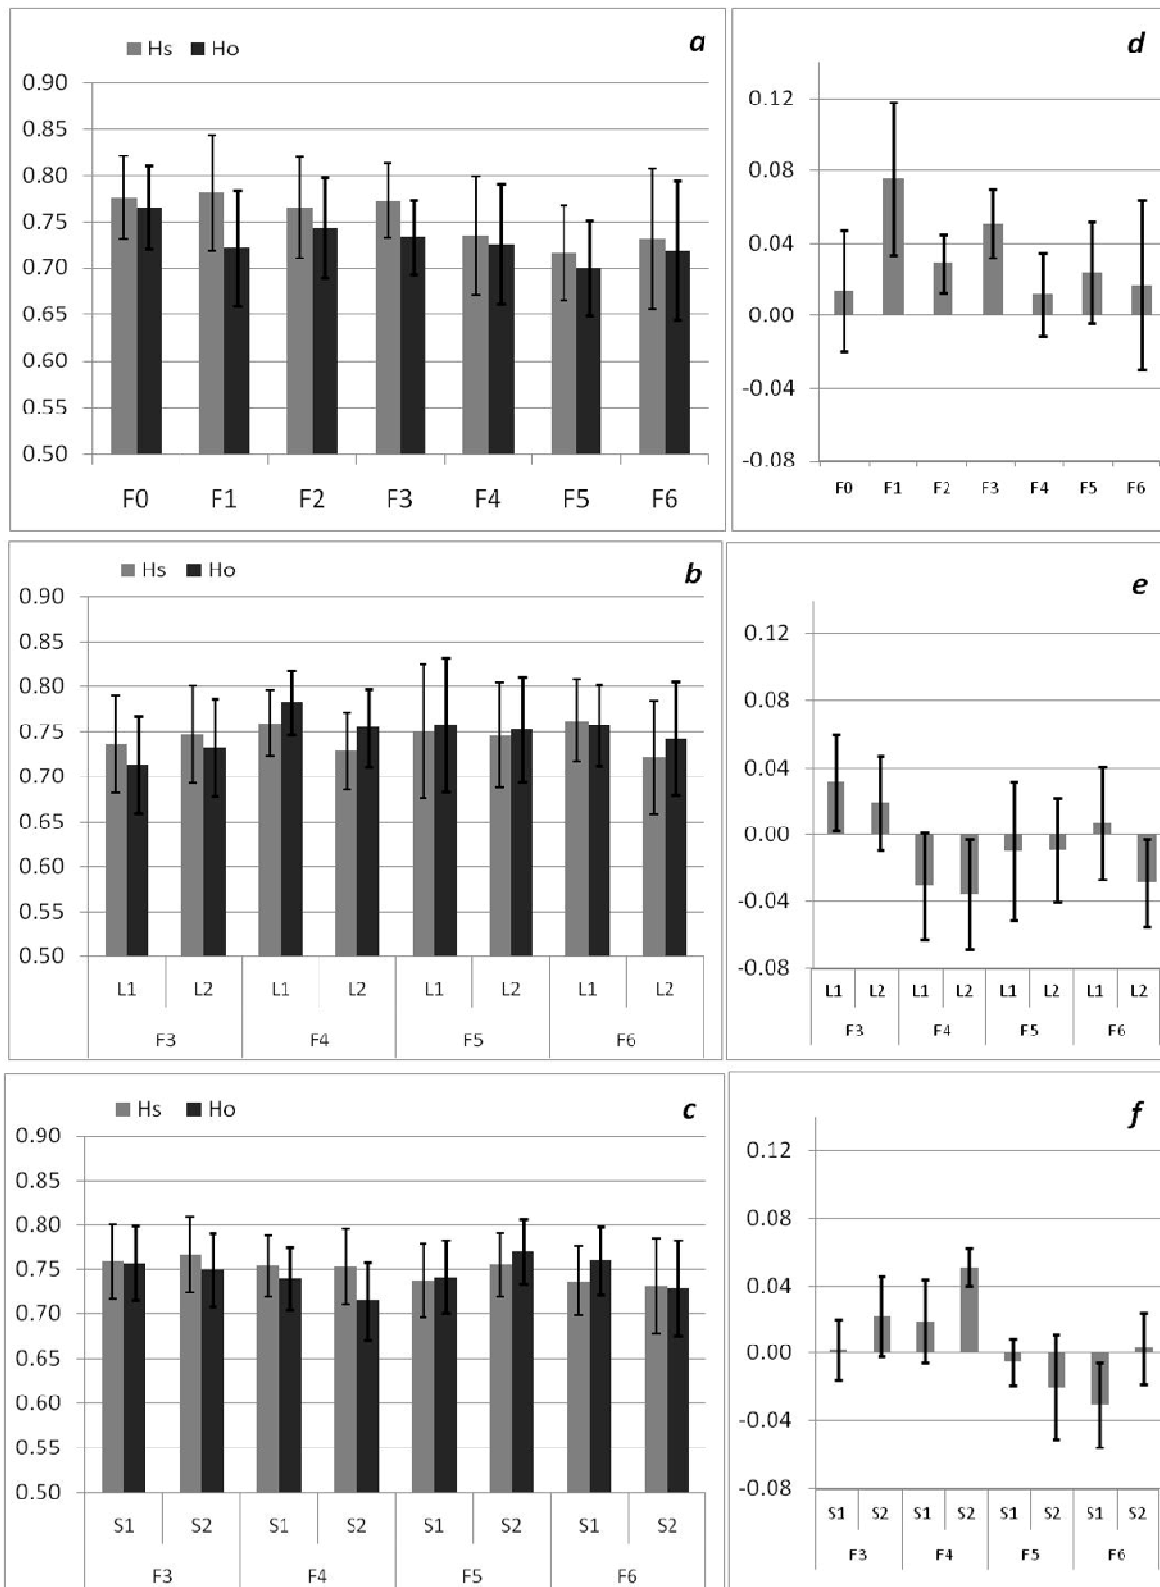 Hs Ho a
0.90
0.85
0.80
0.75
0.70
0.65
0.60
0.55
0.50
F0 F1 F2 F3 F4 F5 F6
d
0.12
0.08
0.04
0.00
-0.04
-0.08
F0 F1 F2 F3 F4 F5 F6
Hs Ho b
0.90
0.85
0.80
0.75
0.70
0.65
0.60
0.55
0.50
L1 L2 L1 L2 L1 L2 L1 L2
F3 F4 F5 F6
e
0.12
0.08
0.04
0.00
-0.04
-0.08
L1 L2 L1 L2 L1 L2 L1 L2
F3 F4 F5 F6
Hs Ho c
0.90
0.85
0.80
0.75
0.70
0.65
0.60
0.55
0.50
S1 S2 S1 S2 S1 S2 S1 S2
F3 F4 F5 F6
f
0.12
0.08
0.04
0.00
-0.04
-0.08
S1 S2 S1 S2 S1 S2 S1 S2
F3 F4 F5 F6